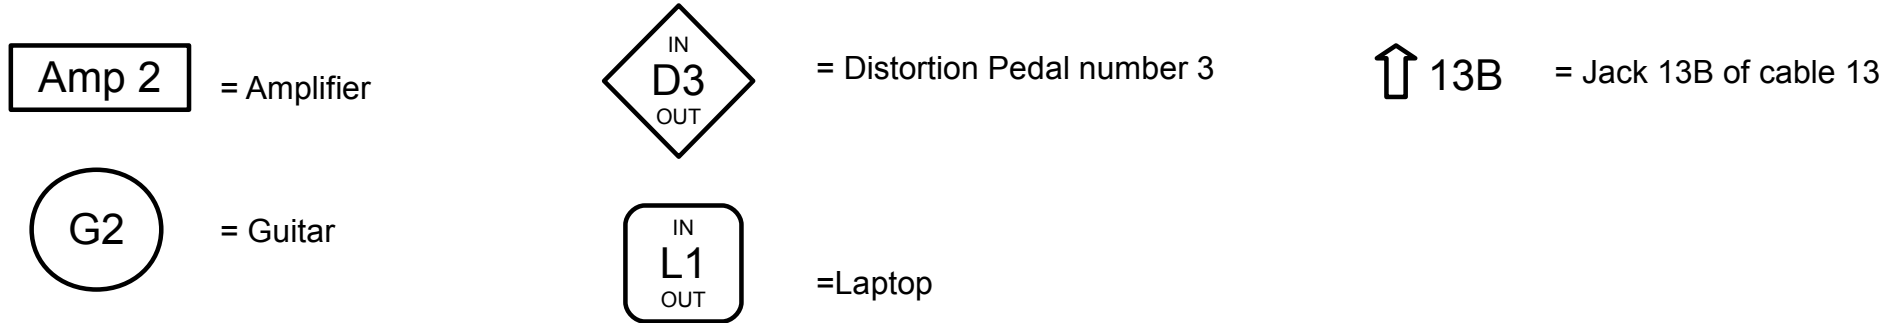 Amp 2
= Amplifier
IN
D3
OUT
= Distortion Pedal number 3
13B
= Jack 13B of cable 13
G2
= Guitar
IN
L1
OUT
=Laptop